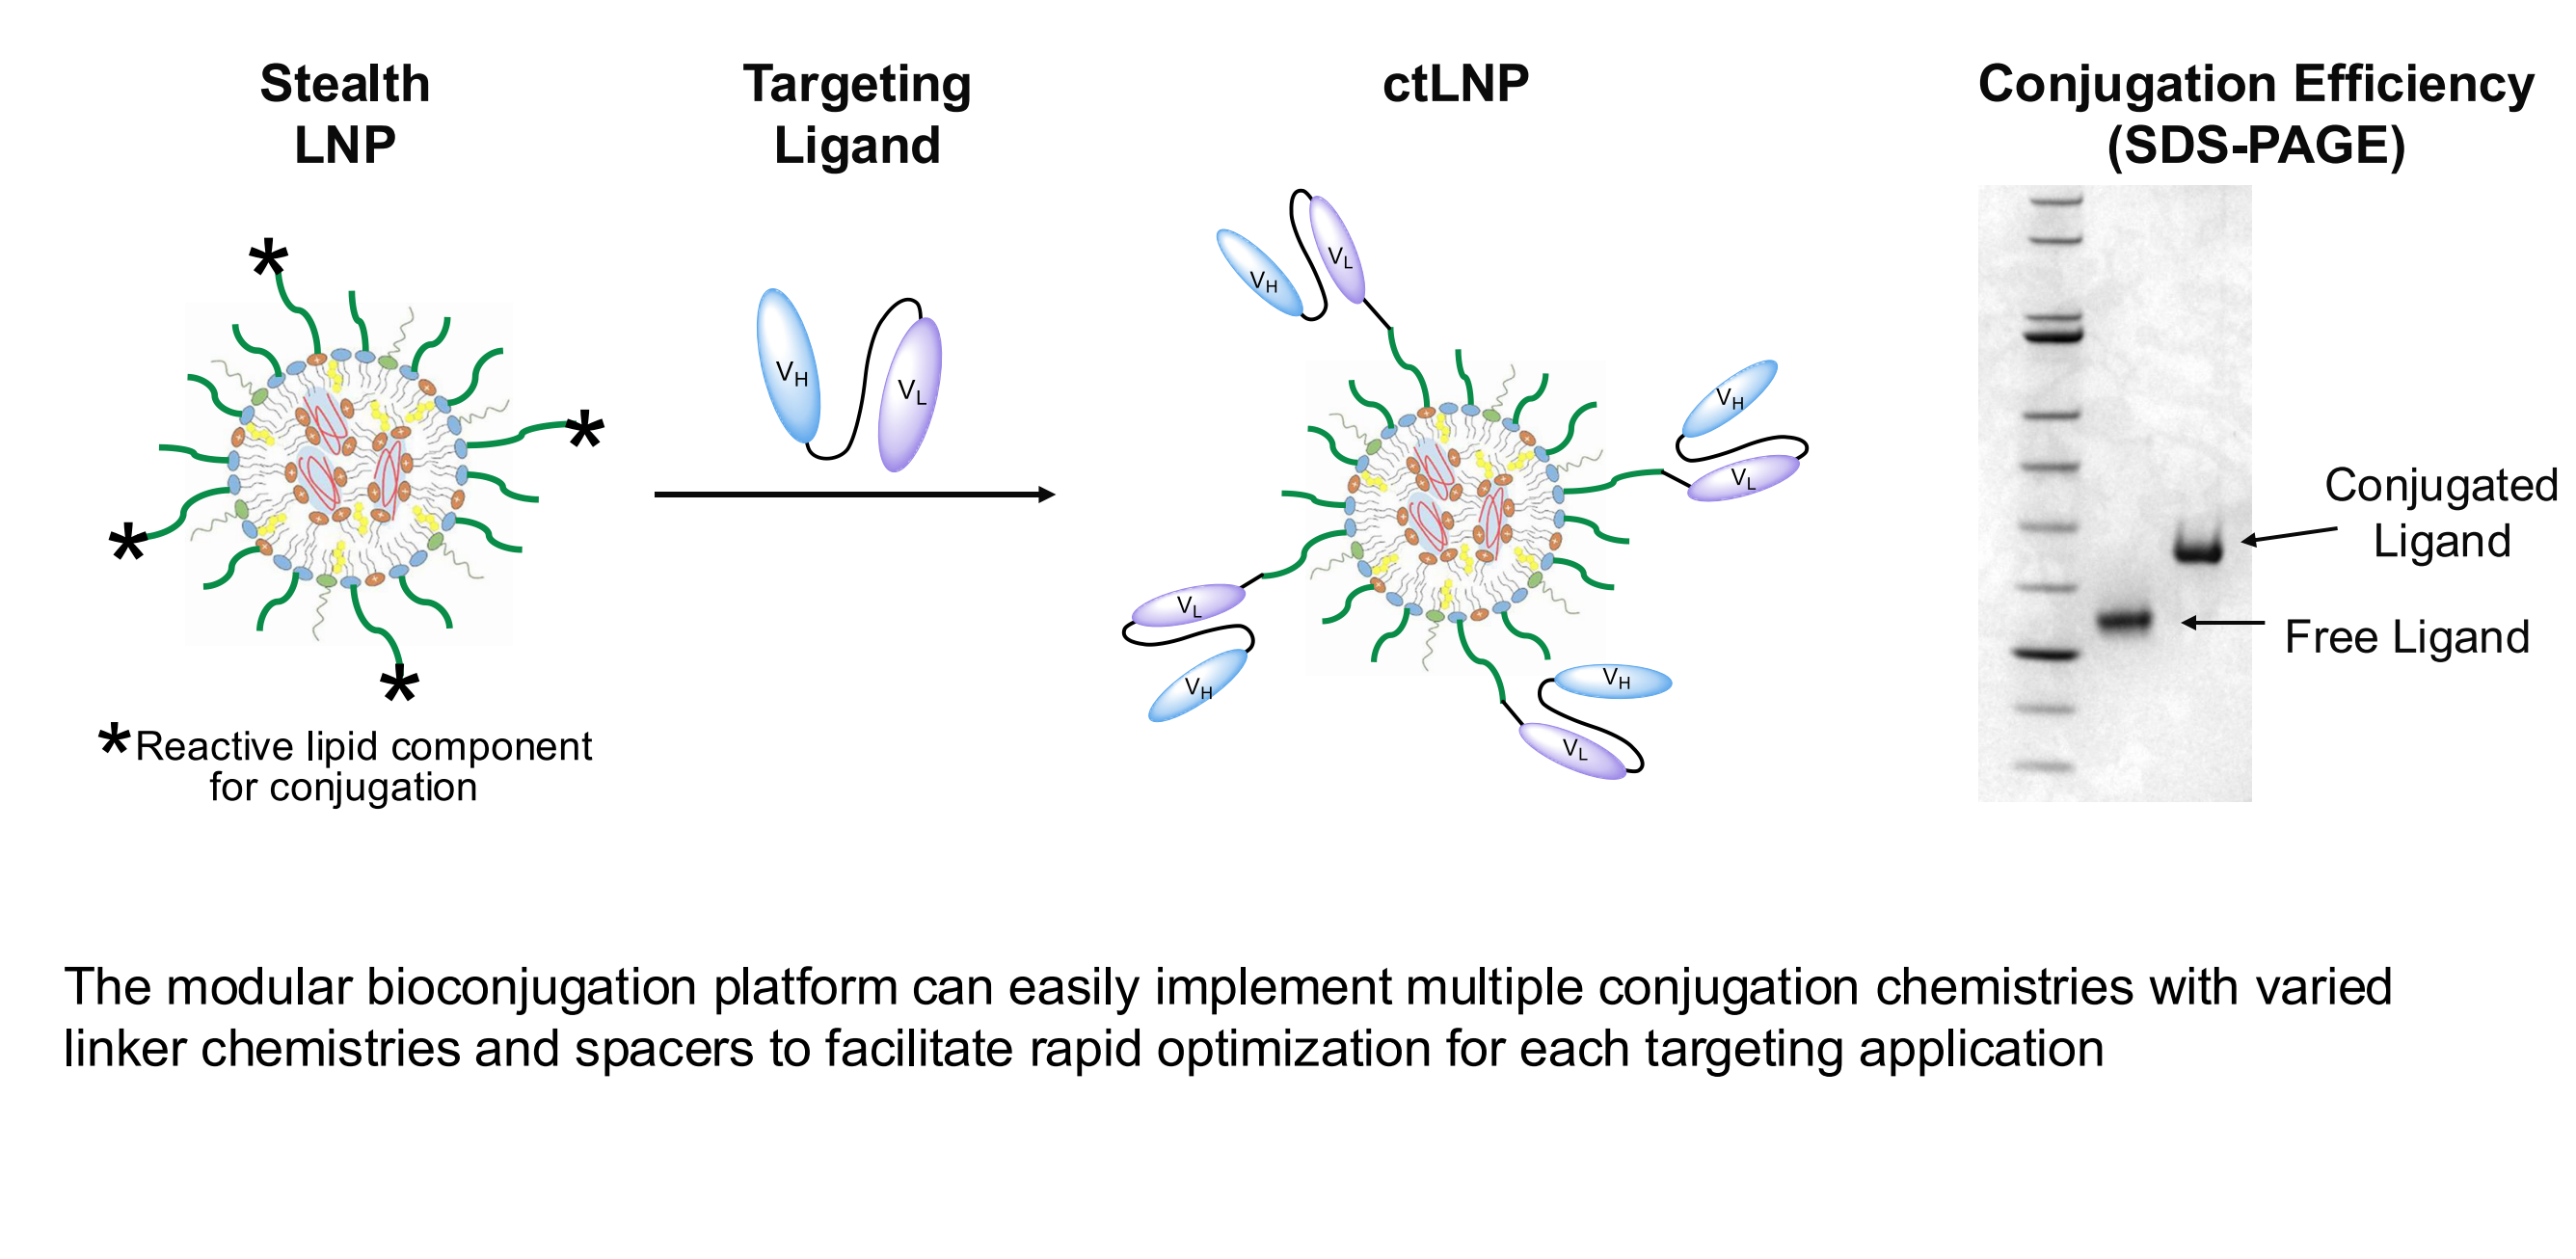 Stealth
LNP
Targeting
Ligand
ctLNP
Conjugation Efficiency
(SDS-PAGE)
*
*
*
*
VH
VL
VH
VL
VH
VL
VL
VH
VH
VL
Conjugated
Ligand
Free Ligand
*Reactive lipid component
for conjugation
The modular bioconjugation platform can easily implement multiple conjugation chemistries with varied
linker chemistries and spacers to facilitate rapid optimization for each targeting application